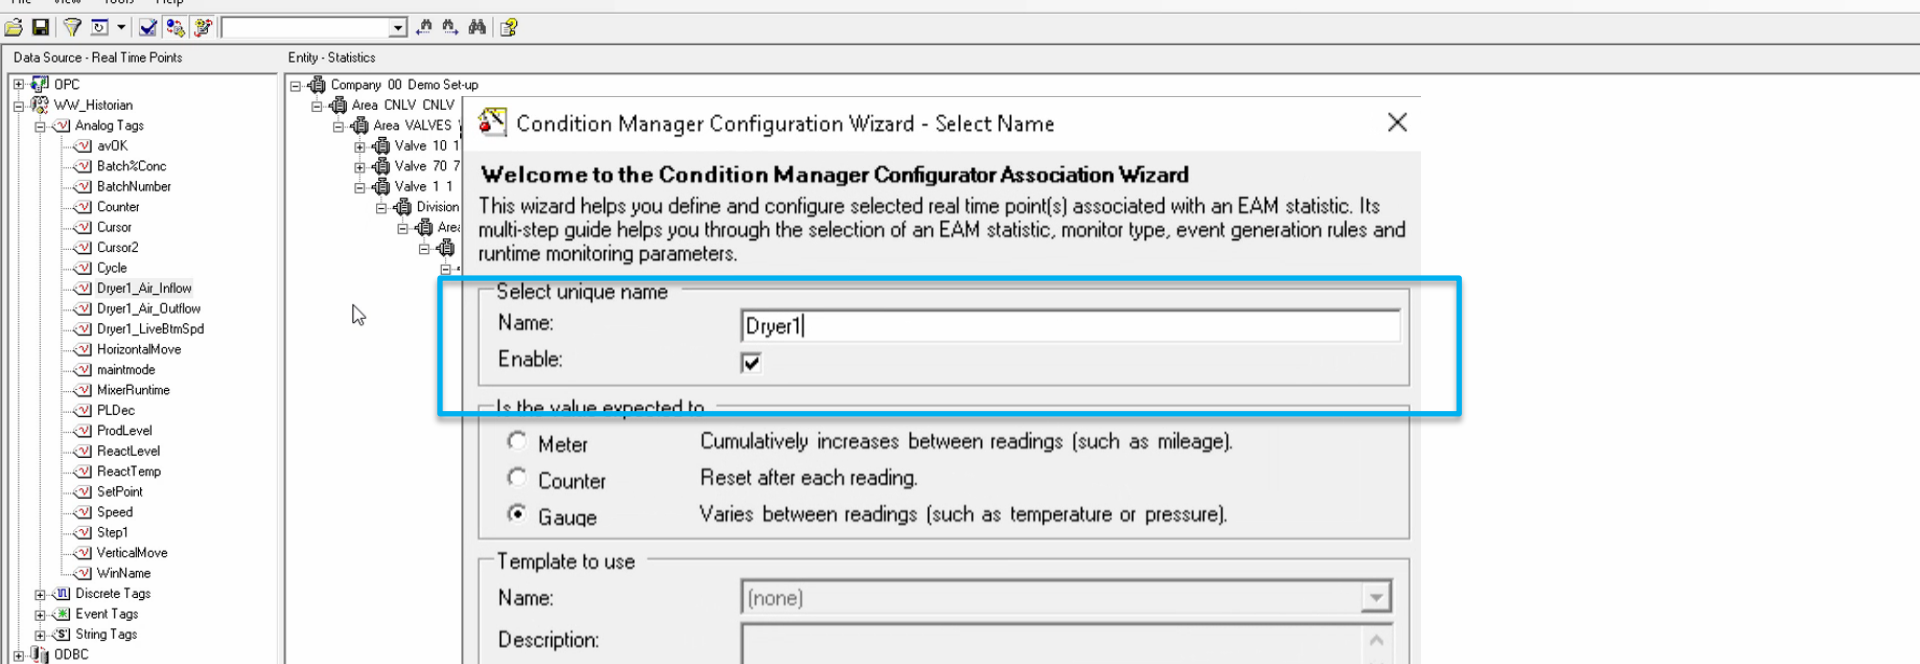 File View Tools Help
Data Source - Real Time Points
Entity - Statistics
OPC
WW_Historian
Analog Tags
avOK
Batch%Conc
BatchNumber
Counter
Cursor
Cursor2
Cycle
Dryer1_Air_Inflow
Dryer1_Air_Outflow
Dryer1_LiveBtmSpd
HorizontalMove
maintmode
MixerRuntime
PLDec
ProdLevel
ReactLevel
ReactTemp
SetPoint
Speed
Step1
VerticalMove
WinName
Discrete Tags
Event Tags
String Tags
ODBC
Company 00 Demo Set-up
Area CNLV CNLV
Area VALVES
Valve 10 1
Valve 70 7
Valve 1 1
Division
Area
Condition Manager Configuration Wizard - Select Name
Welcome to the Condition Manager Configurator Association Wizard
This wizard helps you define and configure selected real time point(s) associated with an EAM statistic. Its
multi-step guide helps you through the selection of an EAM statistic, monitor type, event generation rules and
runtime monitoring parameters.
Select unique name
Name: Dryer1
Enable:
Is the value expected to
Meter Cumulatively increases between readings (such as mileage).
Counter Reset after each reading.
Gauge Varies between readings (such as temperature or pressure).
Template to use
Name: (none)
Description: